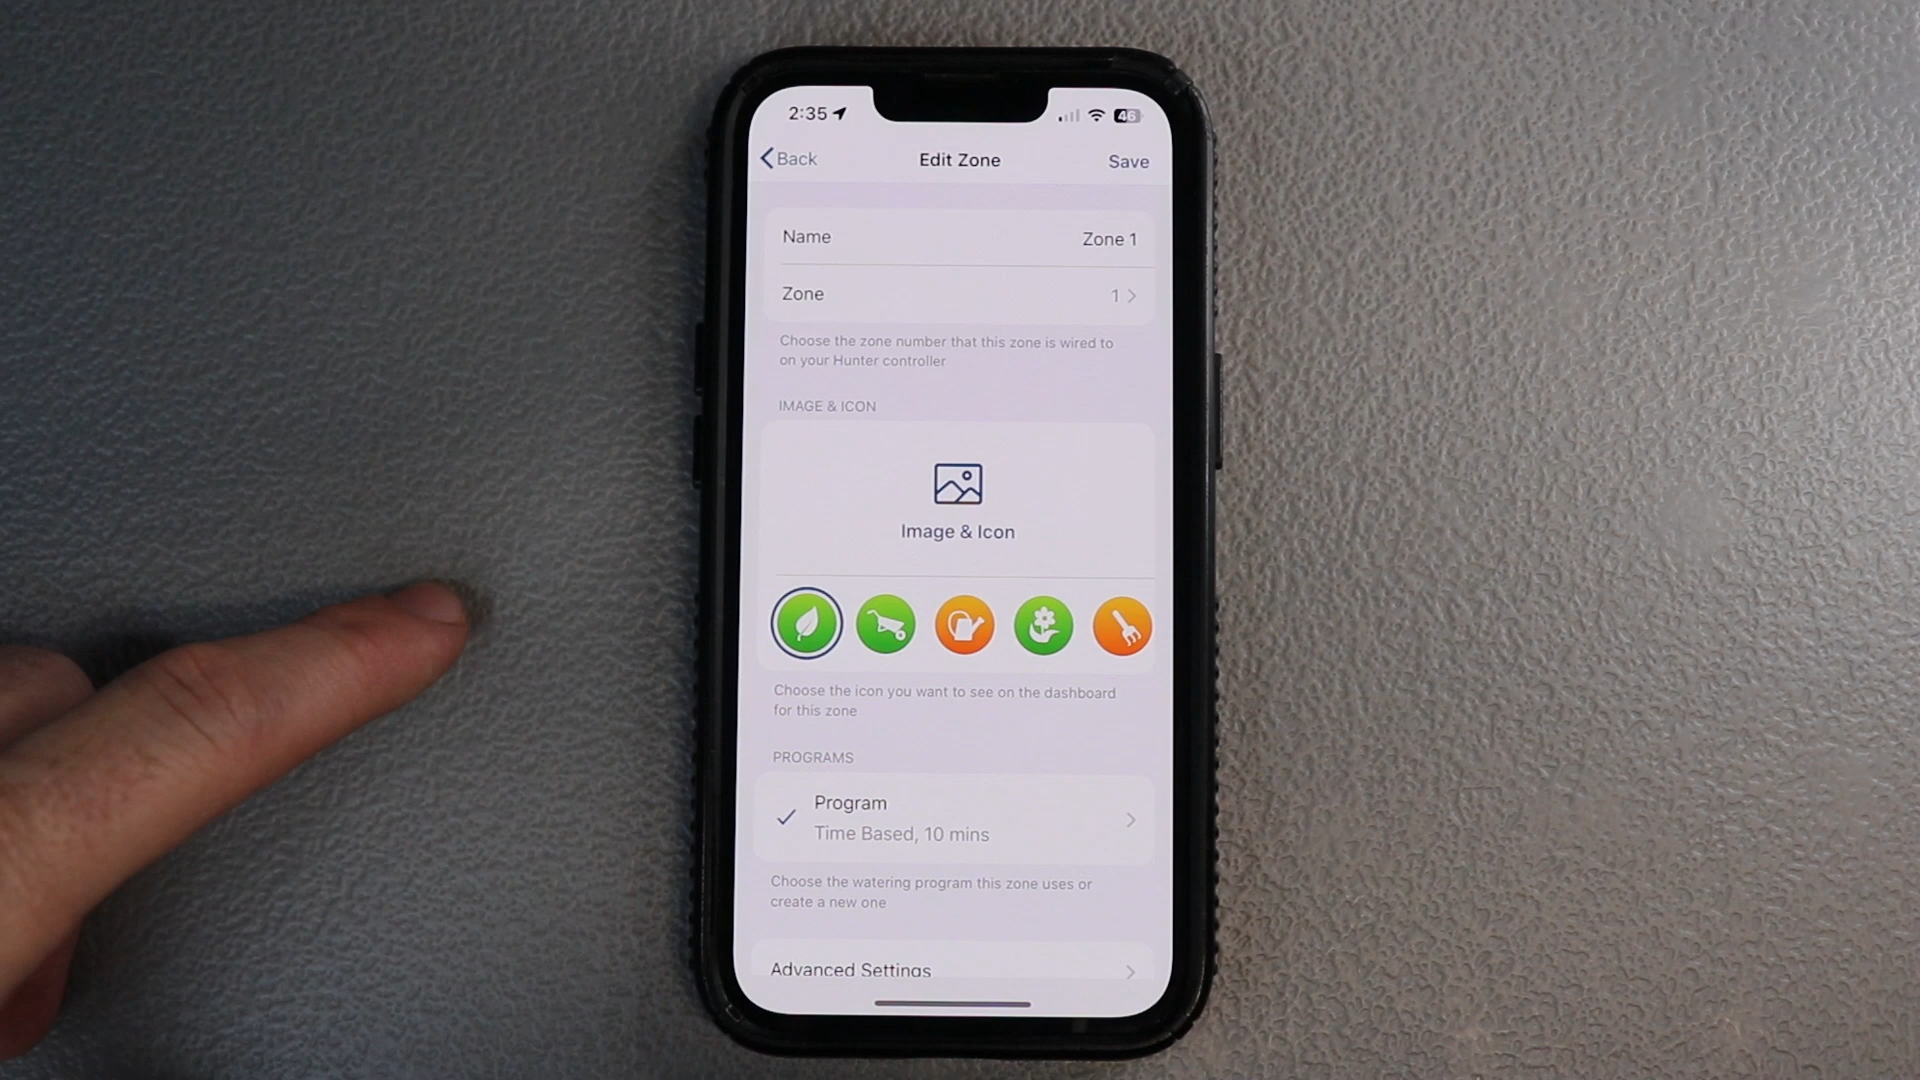 2:35
46
Back
Edit Zone
Save
Name
Zone 1
Zone
1
Choose the zone number that this zone is wired to
on your Hunter controller
IMAGE & ICON
Image & Icon
Choose the icon you want to see on the dashboard
for this zone
PROGRAMS
Program
Time Based, 10 mins
Choose the watering program this zone uses or
create a new one
Advanced Settings